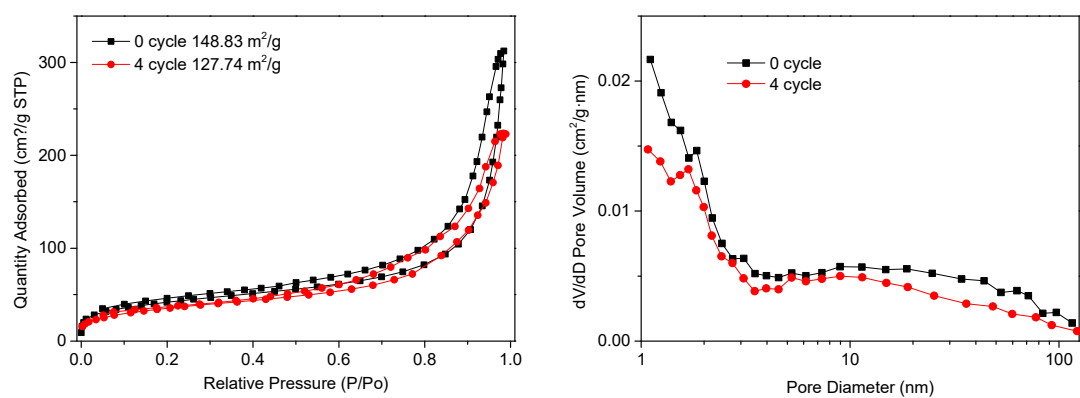 0 cycle 148.83 m²/g
4 cycle 127.74 m²/g
Quantity Adsorbed (cm?/g STP)
300
200
100
0
0.0 0.2 0.4 0.6 0.8 1.0
Relative Pressure (P/Po)
0 cycle
4 cycle
dV/dD Pore Volume (cm²/g·nm)
0.02
0.01
0.00
1 10 100
Pore Diameter (nm)